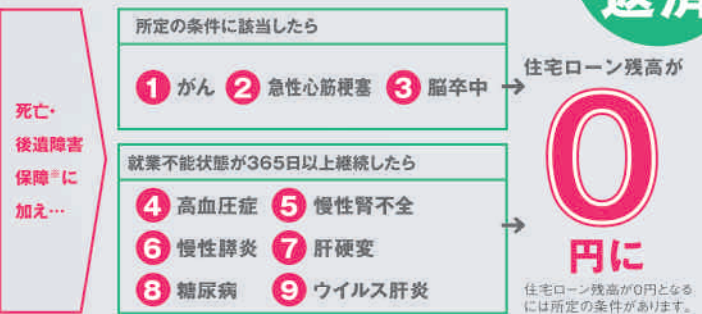 返済
所定の条件に該当したら
1 がん 2 急性心筋梗塞 3 脳卒中
死亡・
後遺障害
保障※に
加え…
就業不能状態が365日以上継続したら
4 高血圧症 5 慢性腎不全
6 慢性膵炎 7 肝硬変
8 糖尿病 9 ウイルス肝炎
住宅ローン残高が
0
円に
住宅ローン残高が0円となる
には所定の条件があります。